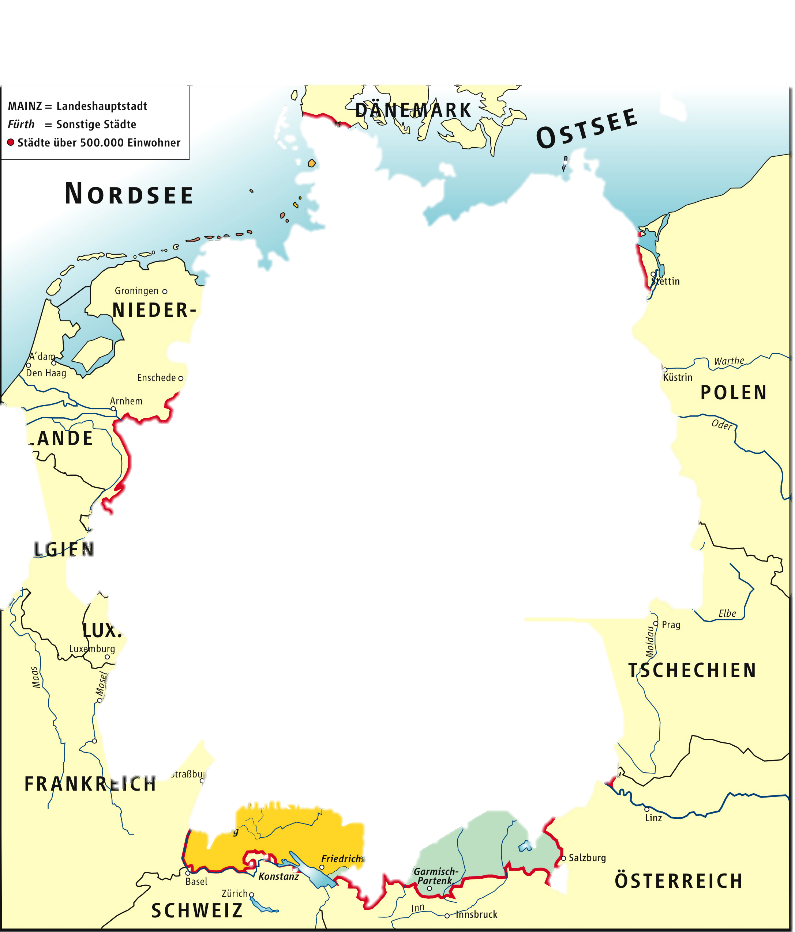 MAINZ = Landeshauptstadt
Fürth = Sonstige Städte
Städte über 500.000 Einwohner
DÄNEMARK
OSTSEE
NORDSEE
Stettin
Groningen
NIEDER-
A'dam
Den Haag
Enschede
Arnhem
Warthe
Küstrin
POLEN
Oder
LANDE
LGIEN
Elbe
Prag
Moldau
LUX.
Luxemburg
Maas
Mosel
TSCHECHIEN
FRANKREICH
traßbu
Linz
g
Friedrich
Konstanz
Garmisch-
Partenk.
Salzburg
Basel
Zürich
ÖSTERREICH
SCHWEIZ
Inn
Innsbruck